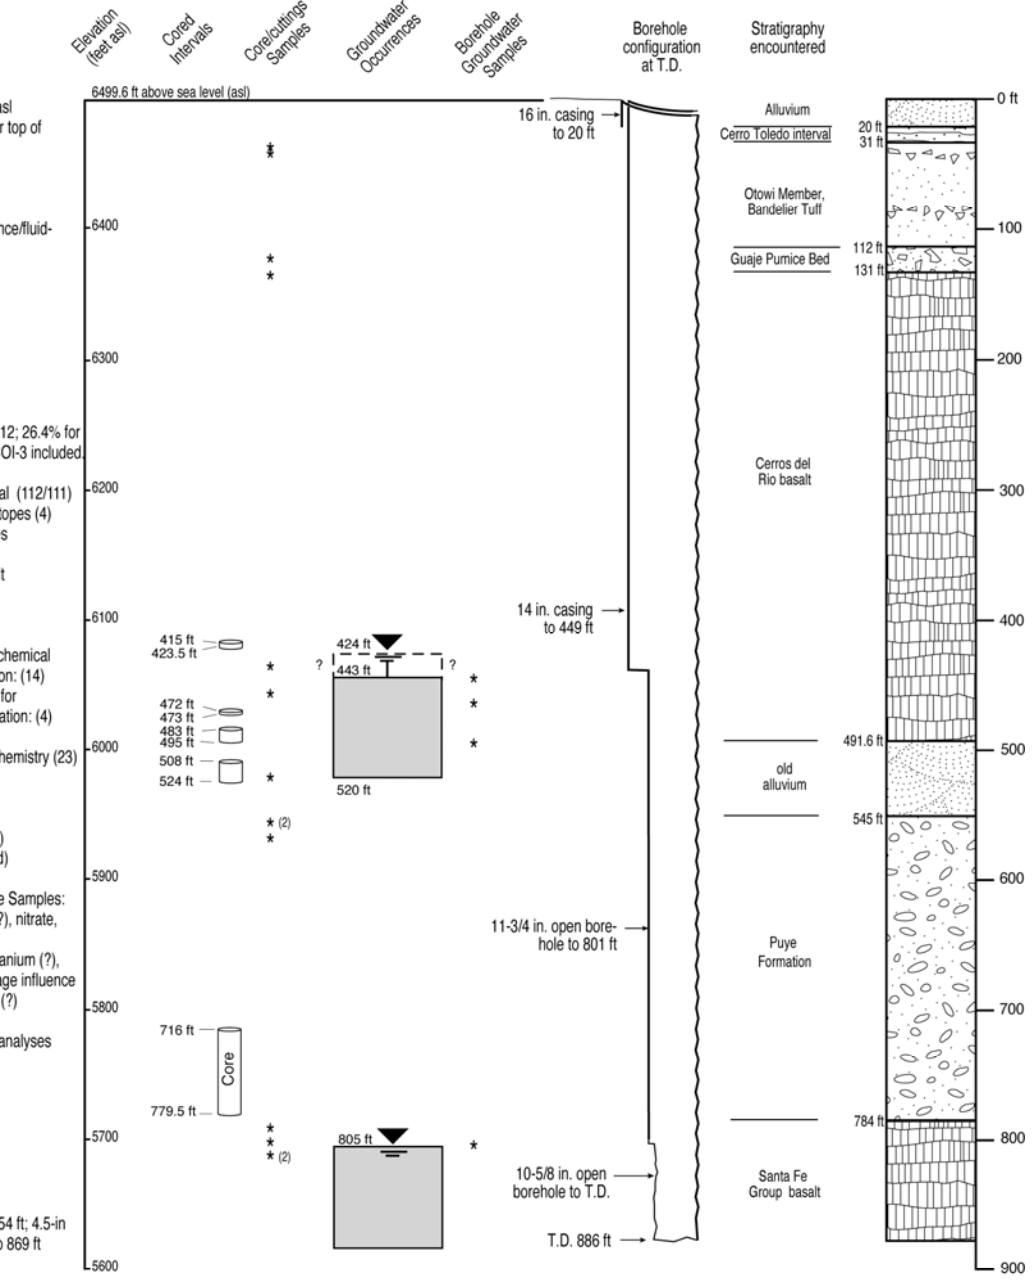 Elevation
(feet asl)
Cored
Intervals
Core/cuttings
Samples
Groundwater
Occurrences
Borehole
Groundwater
Samples
Borehole
configuration
at T.D.
Stratigraphy
encountered
6499.6 ft above sea level (asl)
asl
r top of
nce/fluid-
12; 26.4% for
OI-3 included.
al (112/111)
topes (4)
s
t
chemical
on: (14)
for
ation: (4)
hemistry (23)
)
d)
e Samples:
?), nitrate,
anium (?),
age influence
(?)
analyses
54 ft; 4.5-in
o 869 ft
6400
6300
6200
6100
6000
5900
5800
5700
5600
415 ft
423.5 ft
472 ft
473 ft
483 ft
495 ft
508 ft
524 ft
716 ft
Core
779.5 ft
* (2)
* (2)
?
424 ft
?
443 ft
520 ft
805 ft
16 in. casing
to 20 ft
14 in. casing
to 449 ft
11-3/4 in. open bore-
hole to 801 ft
10-5/8 in. open
borehole to T.D.
T.D. 886 ft
Alluvium
Cerro Toledo interval
Otowi Member,
Bandelier Tuff
Guaje Pumice Bed
Cerros del
Rio basalt
old
alluvium
Puye
Formation
Santa Fe
Group basalt
20 ft
31 ft
112 ft
131 ft
491.6 ft
545 ft
784 ft
0 ft
100
200
300
400
500
600
700
800
900